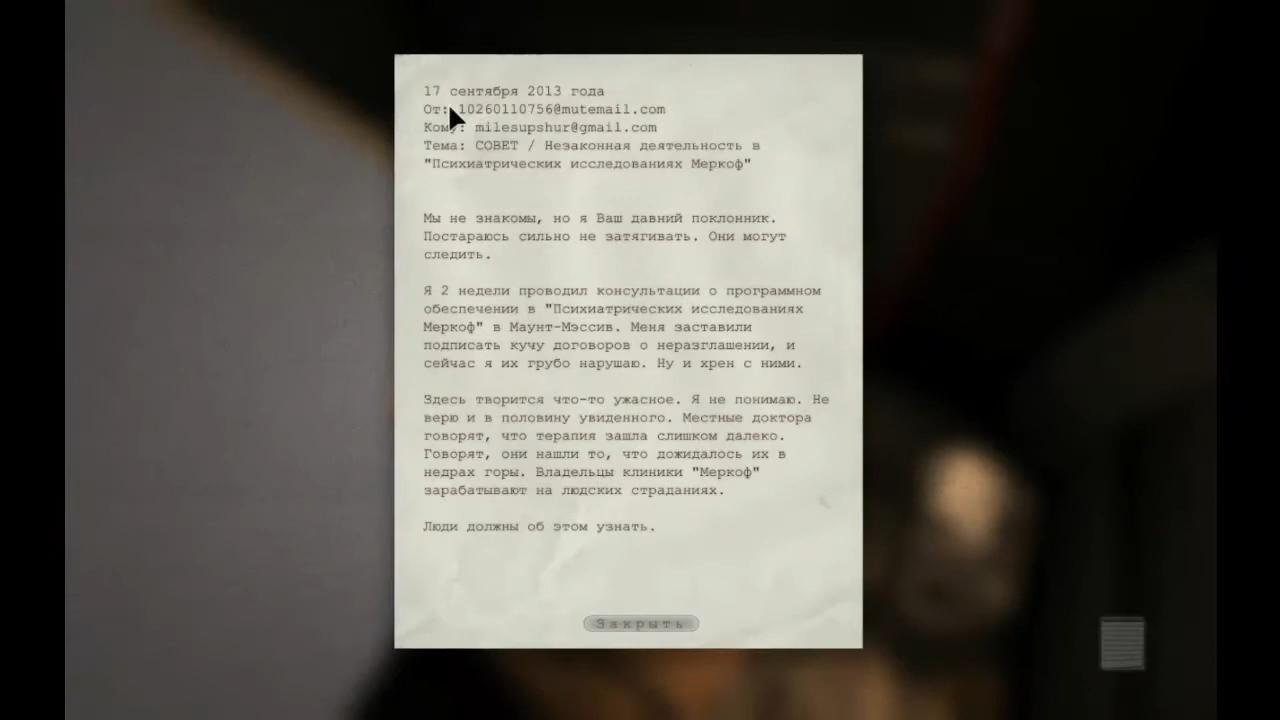 17 сентября 2013 года
От: 10260110756@mutemail.com
Кому: milesupshur@gmail.com
Тема: СОВЕТ / Незаконная деятельность в
"Психиатрических исследованиях Меркоф"
Мы не знакомы, но я Ваш давний поклонник.
Постараюсь сильно не затягивать. Они могут
следить.
Я 2 недели проводил консультации о программном
обеспечении в "Психиатрических исследованиях
Меркоф" в Маунт-Мэссив. Меня заставили
подписать кучу договоров о неразглашении, и
сейчас я их грубо нарушаю. Ну и хрен с ними.
Здесь творится что-то ужасное. Я не понимаю. Не
верю и в половину увиденного. Местные доктора
говорят, что терапия зашла слишком далеко.
Говорят, они нашли то, что дожидалось их в
недрах горы. Владельцы клиники "Меркоф"
зарабатывают на людских страданиях.
Люди должны об этом узнать.
Закрыть